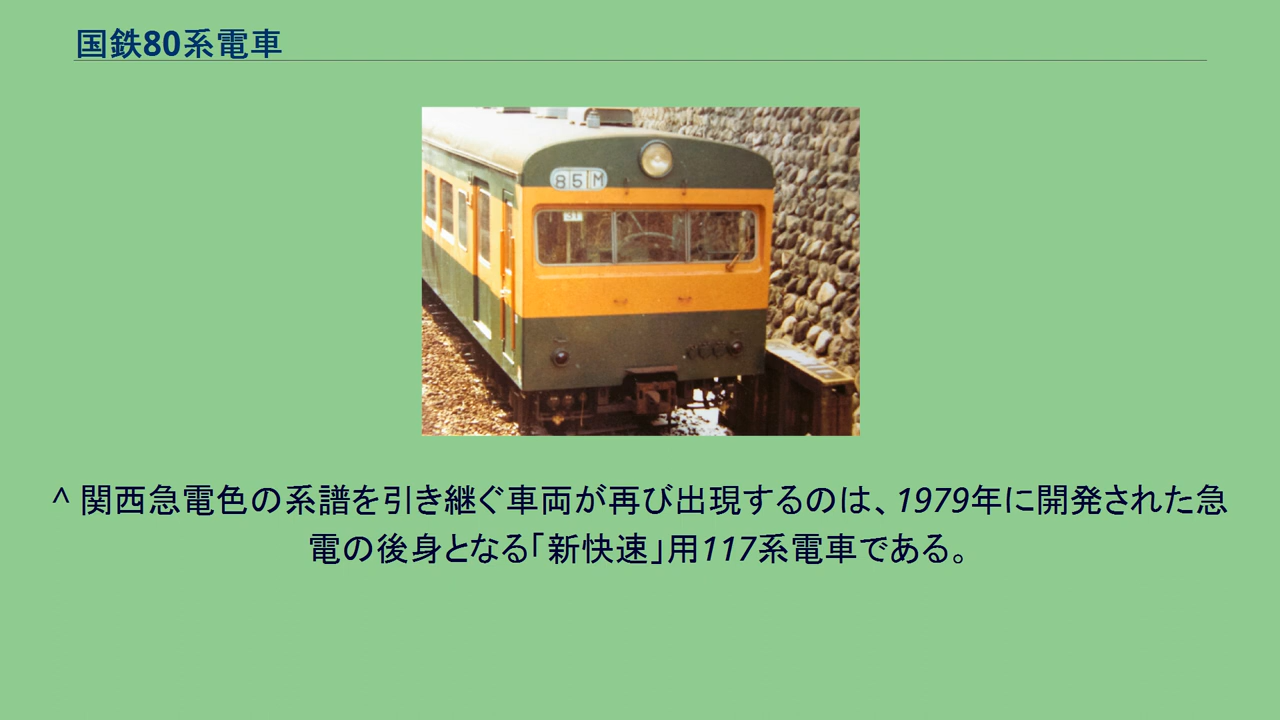 国鉄80系電車
85M
^ 関西急電色の系譜を引き継ぐ車両が再び出現するのは、1979年に開発された急
電の後身となる「新快速」用117系電車である。